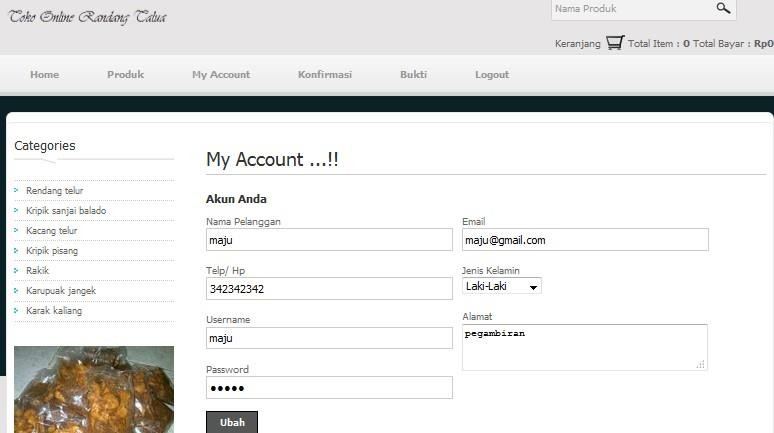 Toko Online Randang Talua
Nama Produk
Keranjang Total Item : 0 Total Bayar : Rp0
Home Produk My Account Konfirmasi Bukti Logout
Categories
Rendang telur
Kripik sanjai balado
Kacang telur
Kripik pisang
Rakik
Karupuak jangek
Karak kaliang
My Account ...!!
Akun Anda
Nama Pelanggan Email
maju maju@gmail.com
Telp/ Hp Jenis Kelamin
342342342 Laki-Laki
Username Alamat
maju pegambiran
Password
•••••
Ubah